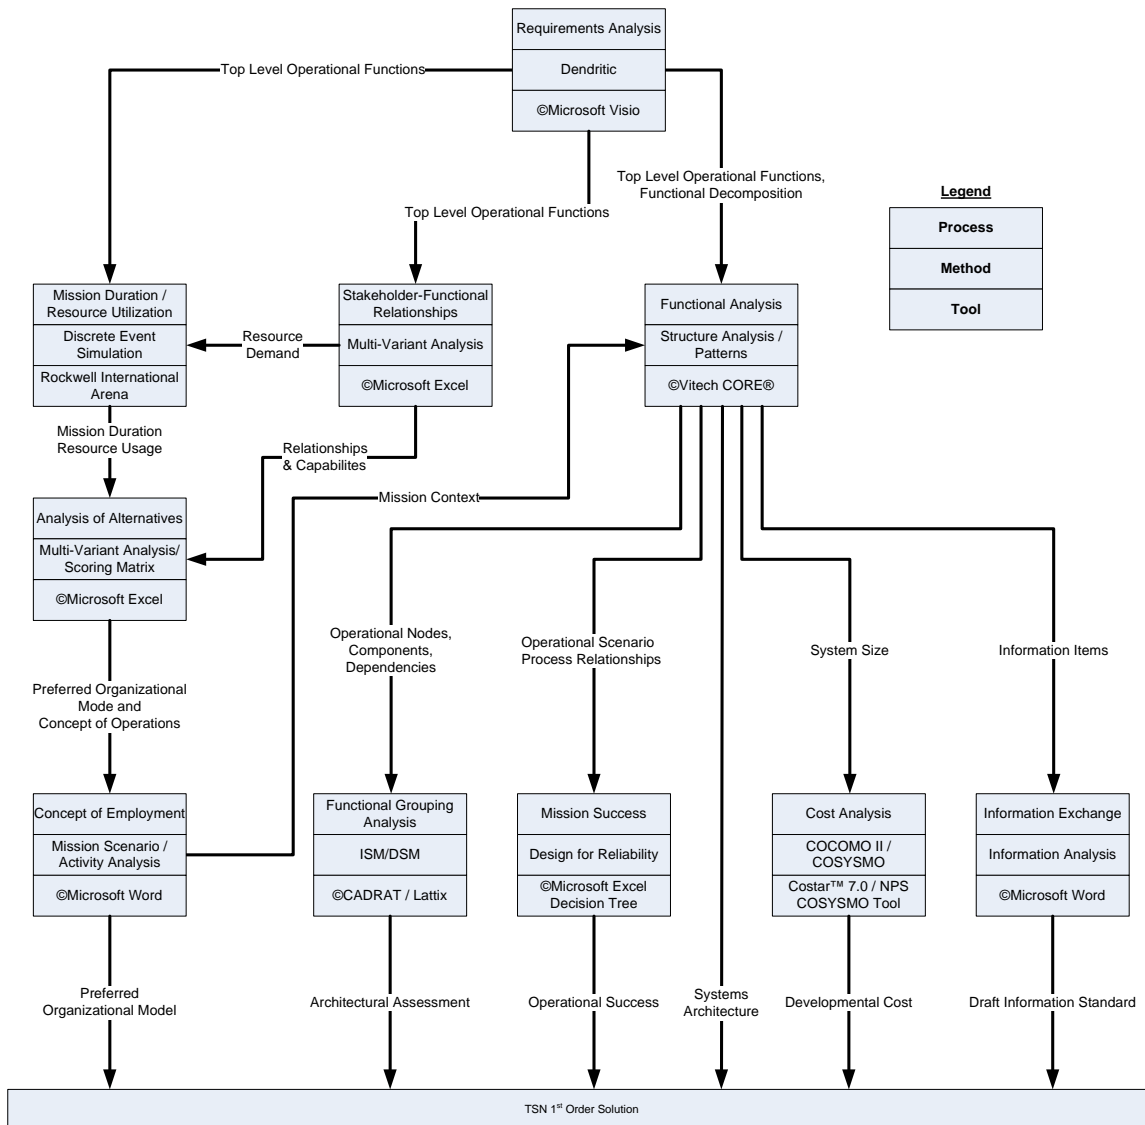 Requirements Analysis
Dendritic
©Microsoft Visio
Top Level Operational Functions
Top Level Operational Functions
Top Level Operational Functions,
Functional Decomposition
Legend
Process
Method
Tool
Mission Duration /
Resource Utilization
Discrete Event
Simulation
Rockwell International
Arena
Resource
Demand
Stakeholder-Functional
Relationships
Multi-Variant Analysis
©Microsoft Excel
Functional Analysis
Structure Analysis /
Patterns
©Vitech CORE®
Mission Duration
Resource Usage
Relationships
& Capabilites
Mission Context
Analysis of Alternatives
Multi-Variant Analysis/
Scoring Matrix
©Microsoft Excel
Preferred Organizational
Mode and
Concept of Operations
Operational Nodes,
Components,
Dependencies
Operational Scenario
Process Relationships
System Size
Information Items
Concept of Employment
Mission Scenario /
Activity Analysis
©Microsoft Word
Functional Grouping
Analysis
ISM/DSM
©CADRAT / Lattix
Mission Success
Design for Reliability
©Microsoft Excel
Decision Tree
Cost Analysis
COCOMO II /
COSYSMO
Costar™ 7.0 / NPS
COSYSMO Tool
Information Exchange
Information Analysis
©Microsoft Word
Preferred
Organizational Model
Architectural Assessment
Operational Success
Systems
Architecture
Developmental Cost
Draft Information Standard
TSN 1st Order Solution